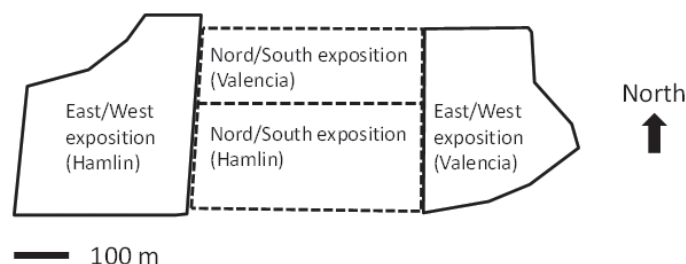 Nord/South exposition
(Valencia)
East/West
exposition
(Hamlin)
Nord/South exposition
(Hamlin)
East/West
exposition
(Valencia)
North
100 m